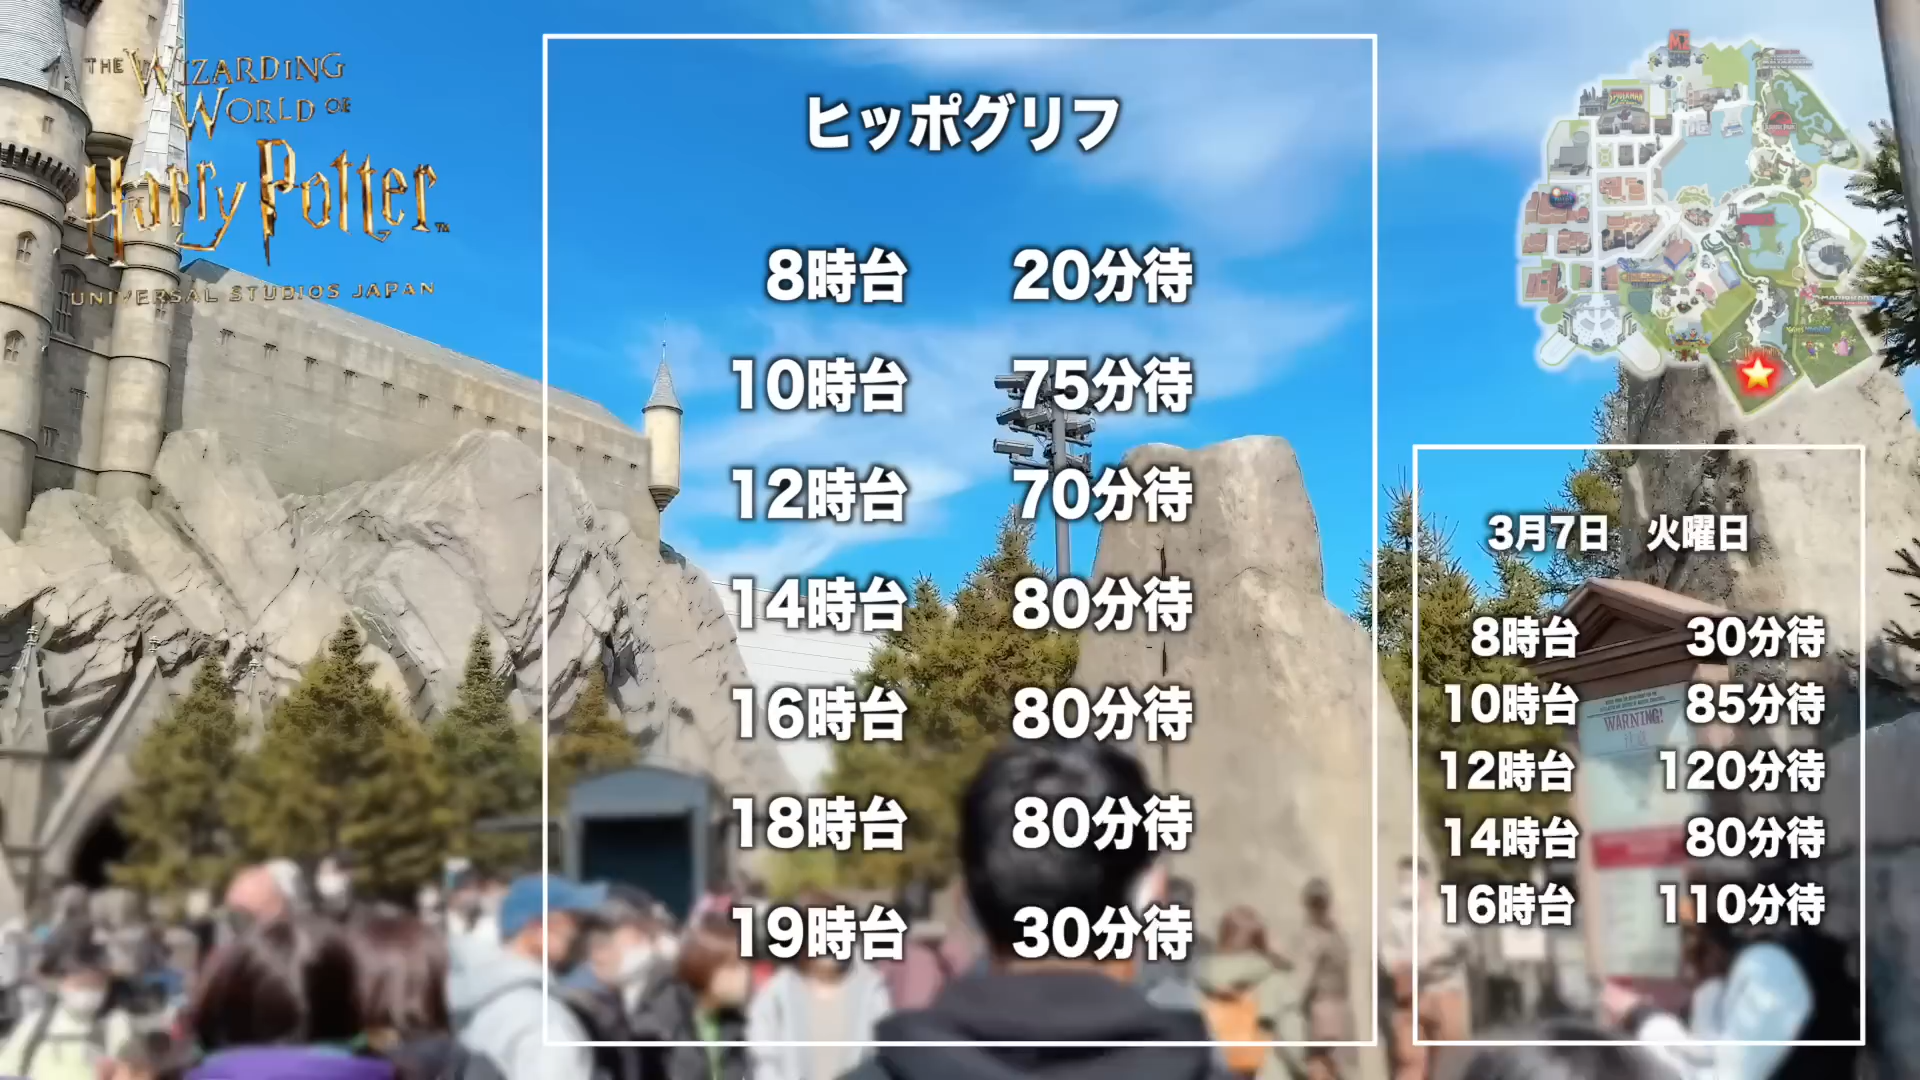 THE WIZARDING
WORLD OF
Harry Potter™
UNIVERSAL STUDIOS JAPAN
ヒッポグリフ
8時台 20分待
10時台 75分待
12時台 70分待
14時台 80分待
16時台 80分待
18時台 80分待
19時台 30分待
3月7日 火曜日
8時台 30分待
10時台 85分待
12時台 120分待
14時台 80分待
16時台 110分待
WARNING!
注意